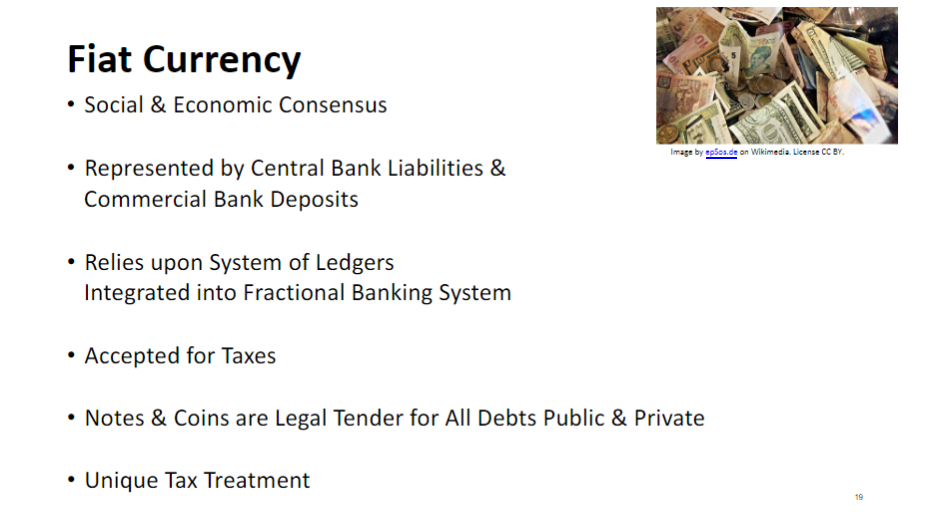 Fiat Currency
• Social & Economic Consensus
• Represented by Central Bank Liabilities &
Commercial Bank Deposits
• Relies upon System of Ledgers
Integrated into Fractional Banking System
• Accepted for Taxes
• Notes & Coins are Legal Tender for All Debts Public & Private
• Unique Tax Treatment
Image by epSos.de on Wikimedia. License CC BY.
19